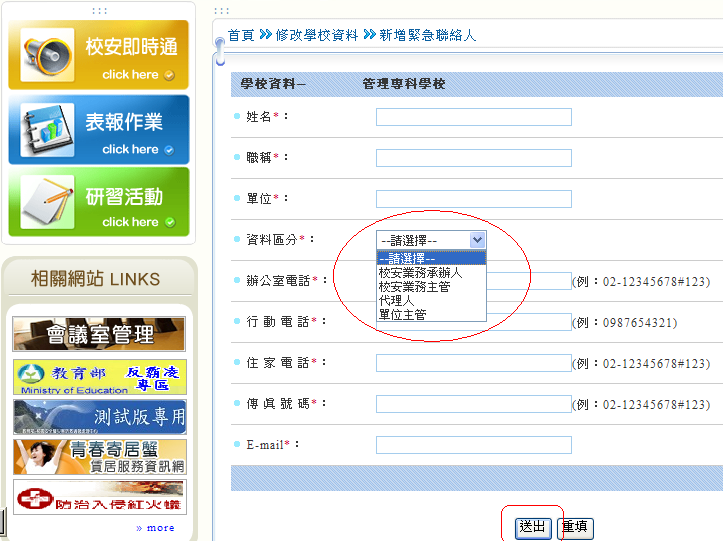 校安即時通
click here
表報作業
click here
研習活動
click here
相關網站 LINKS
會議室管理
教育部 反霸凌
專區
Ministry of Education
測試版專用
青春寄居蟹
賃居服務資訊網
防治入侵紅火蟻
» more
首頁 » 修改學校資料 » 新增緊急聯絡人
學校資料— 管理專科學校
姓名*：
職稱*：
單位*：
資料區分*： --請選擇--
--請選擇--
校安業務承辦人
校安業務主管
代理人
單位主管
辦公室電話*： (例：02-12345678#123)
行動電話*： (例：0987654321)
住家電話*： (例：02-12345678#123)
傳真號碼*： (例：02-12345678#123)
E-mail*：
送出 重填